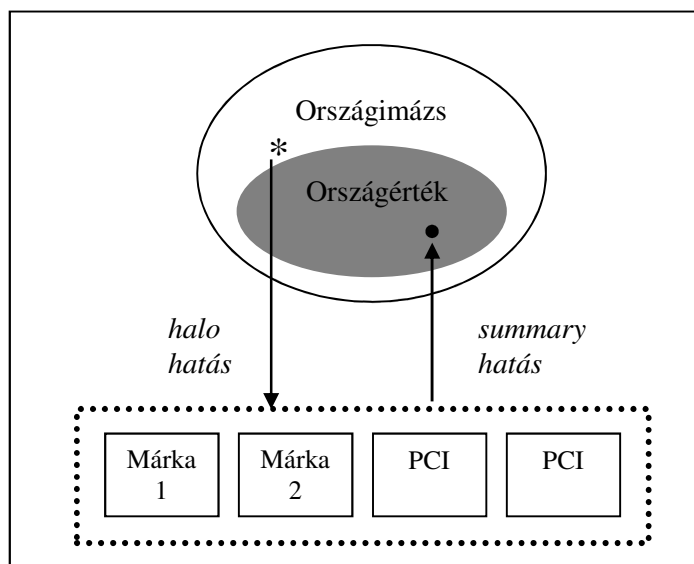 Országimázs
*
Országérték
halo
hatás
summary
hatás
Márka
1
Márka
2
PCI
PCI